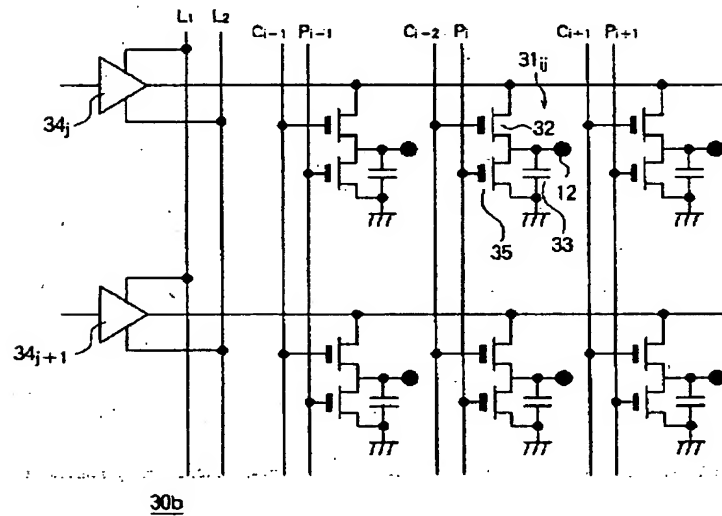 L₁ L₂ Cᵢ₋₁ Pᵢ₋₁ Cᵢ₋₂ Pᵢ Cᵢ₊₁ Pᵢ₊₁
31ij
34j
32
12
35 33
34j+1
30b